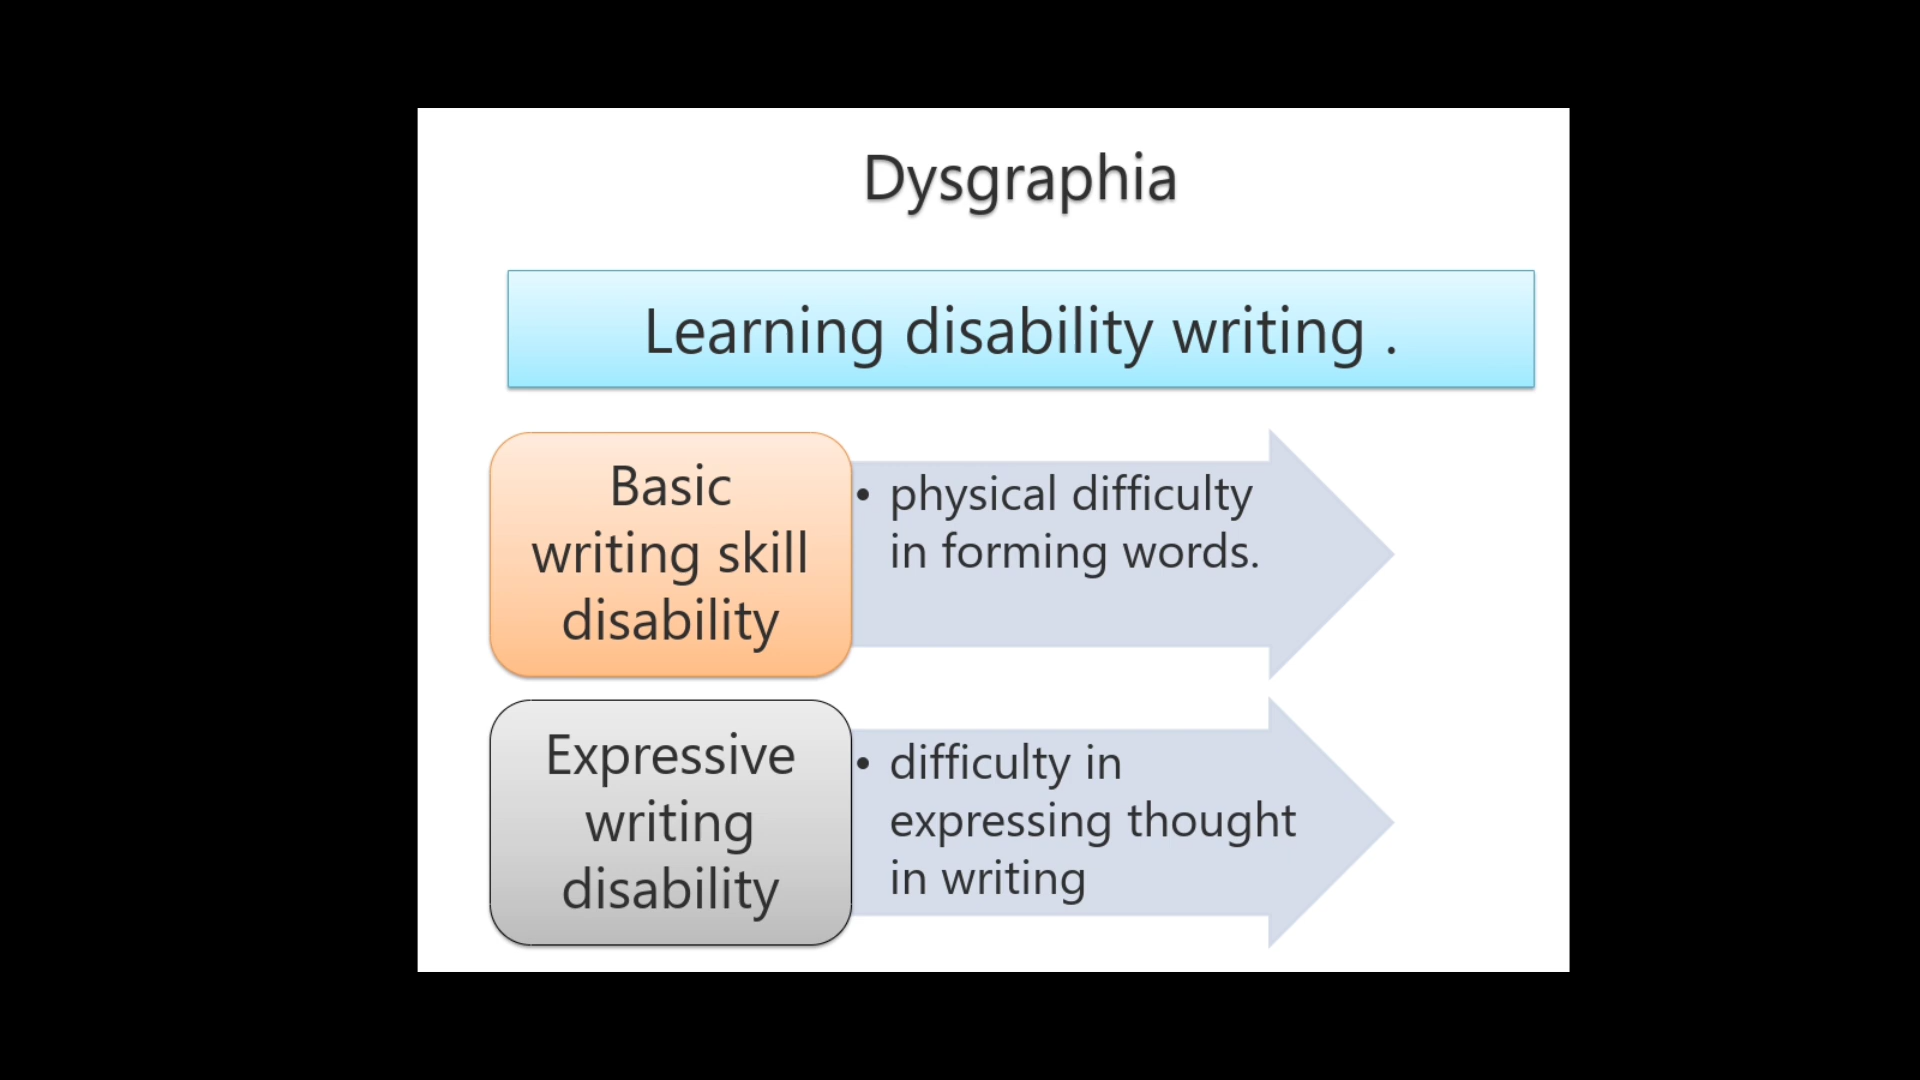 Dysgraphia
Learning disability writing .
Basic
writing skill
disability
• physical difficulty
in forming words.
Expressive
writing
disability
• difficulty in
expressing thought
in writing